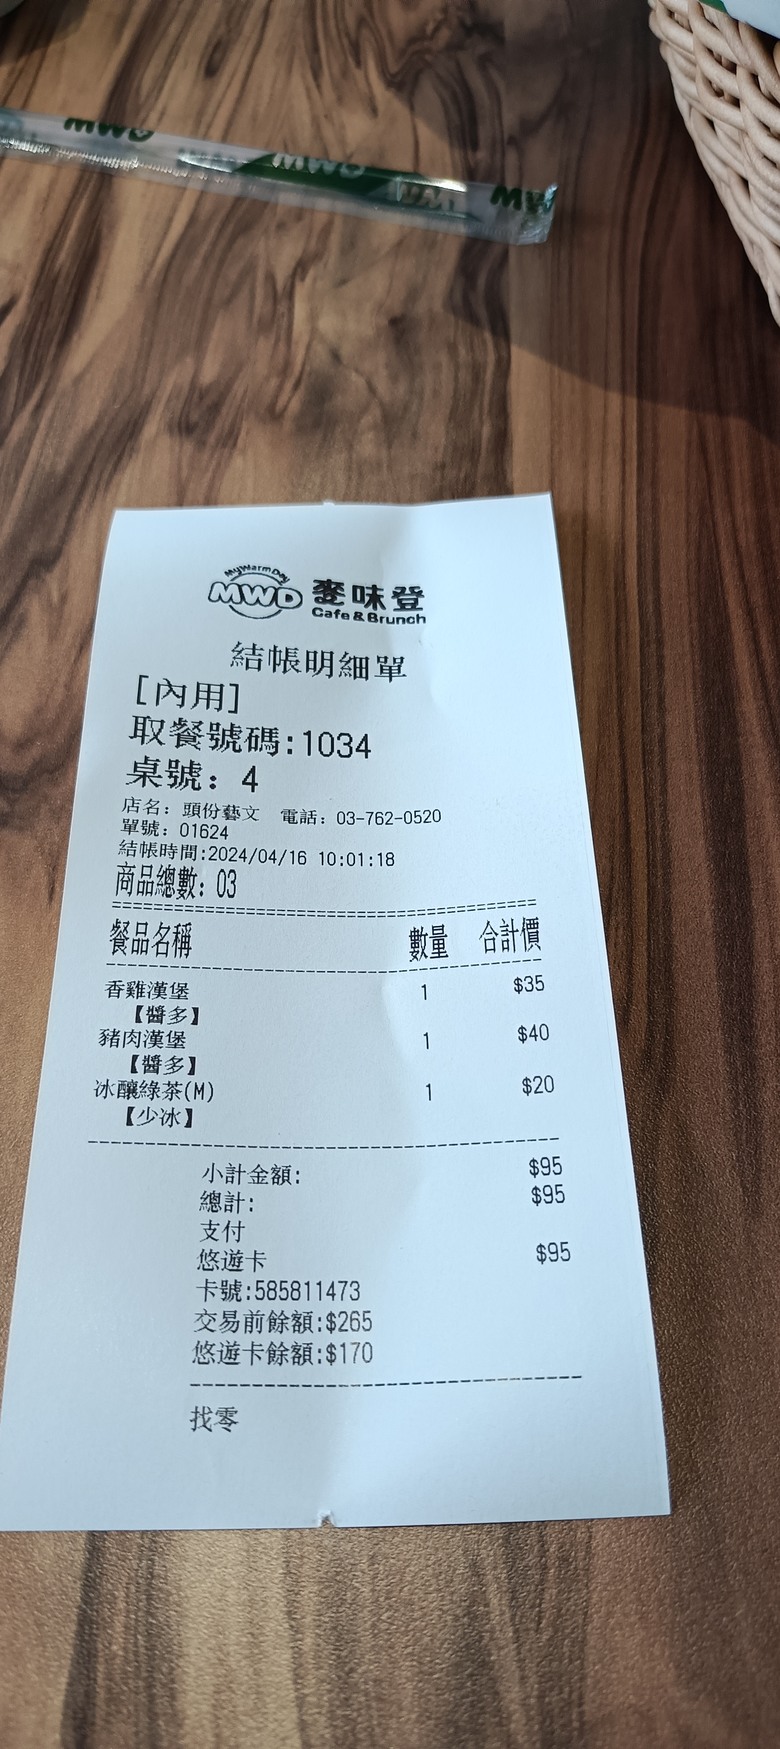 MWD
MWD
MWD
MyWarmDay
MWD 麥味登
Cafe & Brunch
結帳明細單
[內用]
取餐號碼:1034
桌號: 4
店名: 頭份藝文 電話: 03-762-0520
單號: 01624
結帳時間:2024/04/16 10:01:18
商品總數: 03
餐品名稱 數量 合計價
香雞漢堡 1 $35
【醬多】
豬肉漢堡 1 $40
【醬多】
冰釀綠茶(M) 1 $20
【少冰】
小計金額: $95
總計: $95
支付
悠遊卡 $95
卡號:585811473
交易前餘額:$265
悠遊卡餘額:$170
找零